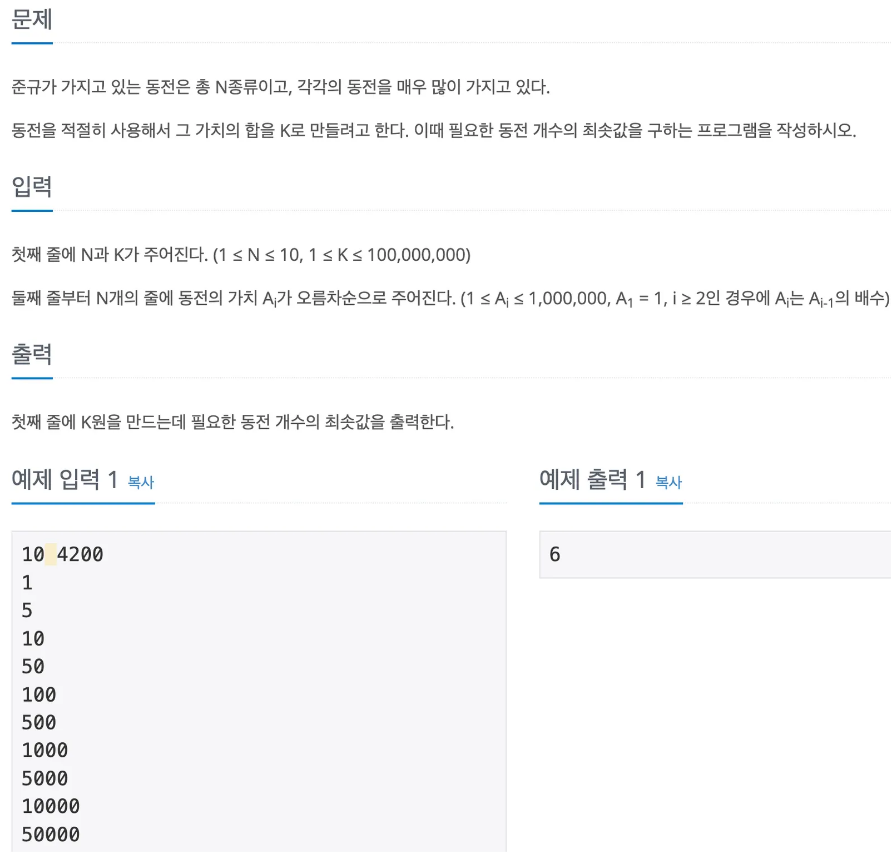 문제
준규가 가지고 있는 동전은 총 N종류이고, 각각의 동전을 매우 많이 가지고 있다.
동전을 적절히 사용해서 그 가치의 합을 K로 만들려고 한다. 이때 필요한 동전 개수의 최솟값을 구하는 프로그램을 작성하시오.
입력
첫째 줄에 N과 K가 주어진다. (1 ≤ N ≤ 10, 1 ≤ K ≤ 100,000,000)
둘째 줄부터 N개의 줄에 동전의 가치 Ai가 오름차순으로 주어진다. (1 ≤ Ai ≤ 1,000,000, A1 = 1, i ≥ 2인 경우에 Ai는 Ai-1의 배수)
출력
첫째 줄에 K원을 만드는데 필요한 동전 개수의 최솟값을 출력한다.
예제 입력 1 복사
10 4200
1
5
10
50
100
500
1000
5000
10000
50000
예제 출력 1 복사
6